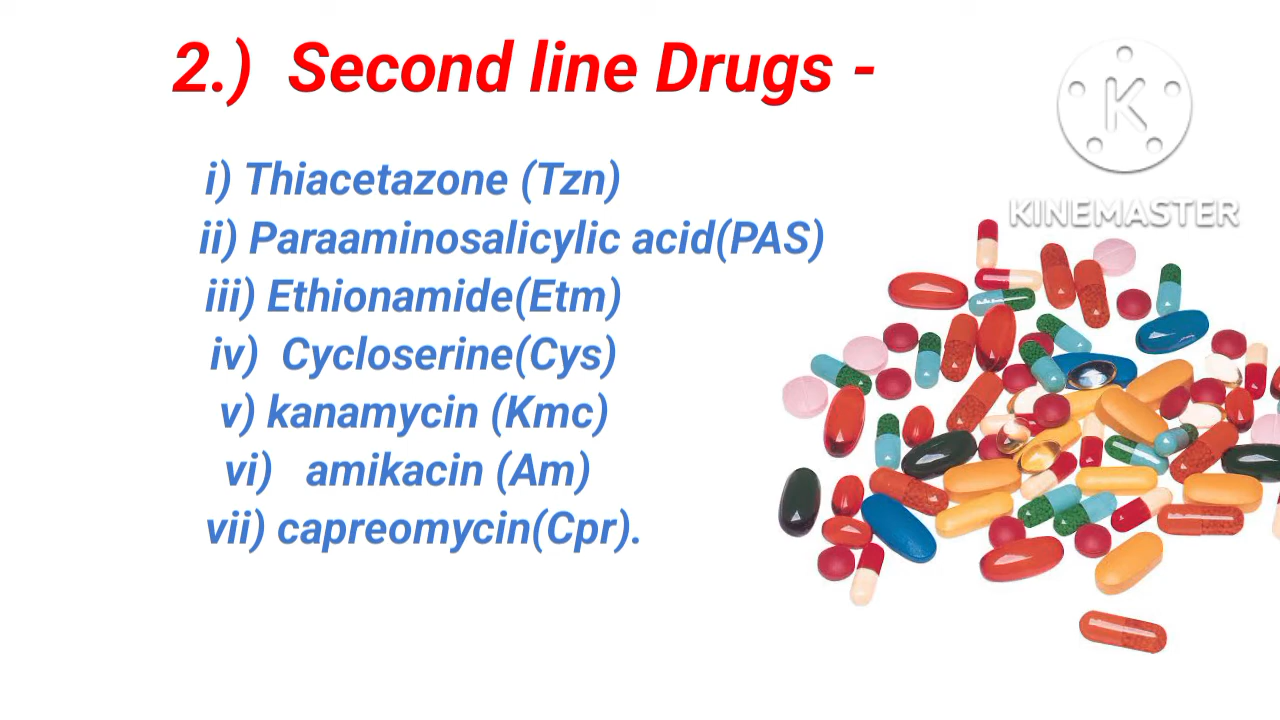 2.) Second line Drugs -
K
KINEMASTER
i) Thiacetazone (Tzn)
ii) Paraaminosalicylic acid(PAS)
iii) Ethionamide(Etm)
iv) Cycloserine(Cys)
v) kanamycin (Kmc)
vi) amikacin (Am)
vii) capreomycin(Cpr).